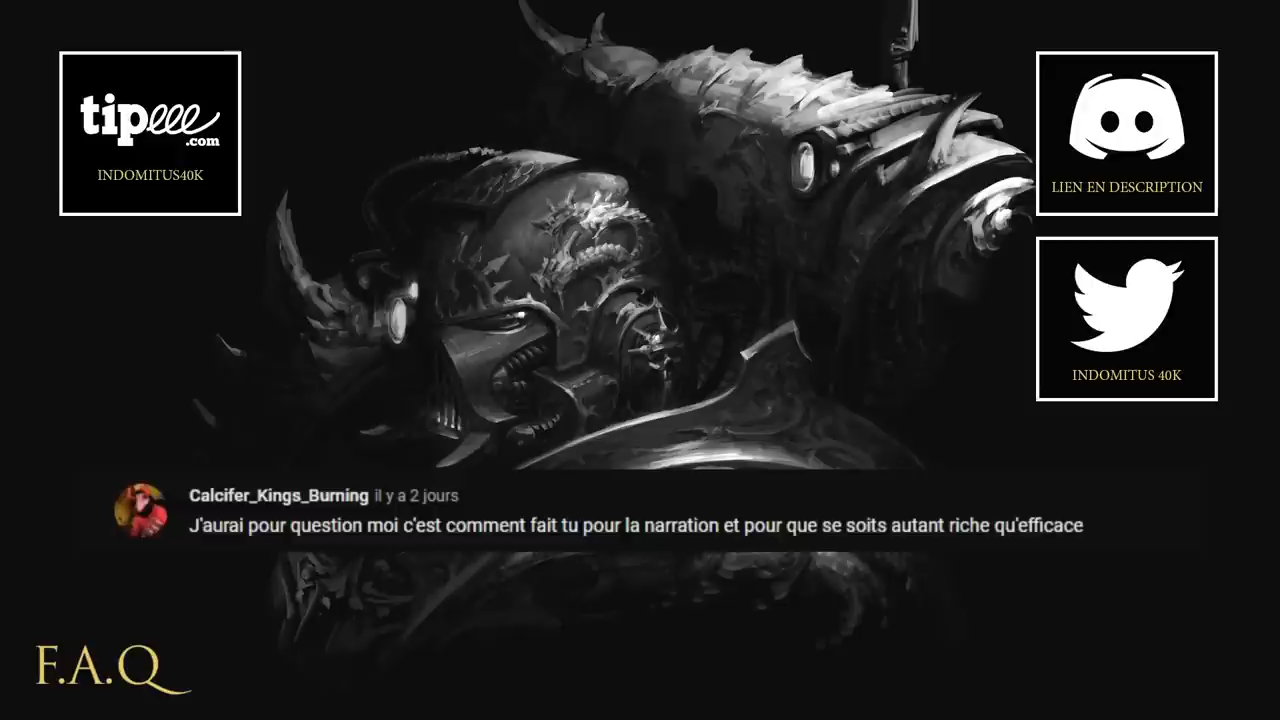 tipeee
.com
INDOMITUS40K
LIEN EN DESCRIPTION
INDOMITUS 40K
Calcifer_Kings_Burning il y a 2 jours
J'aurai pour question moi c'est comment fait tu pour la narration et pour que se soits autant riche qu'efficace
F.A.Q